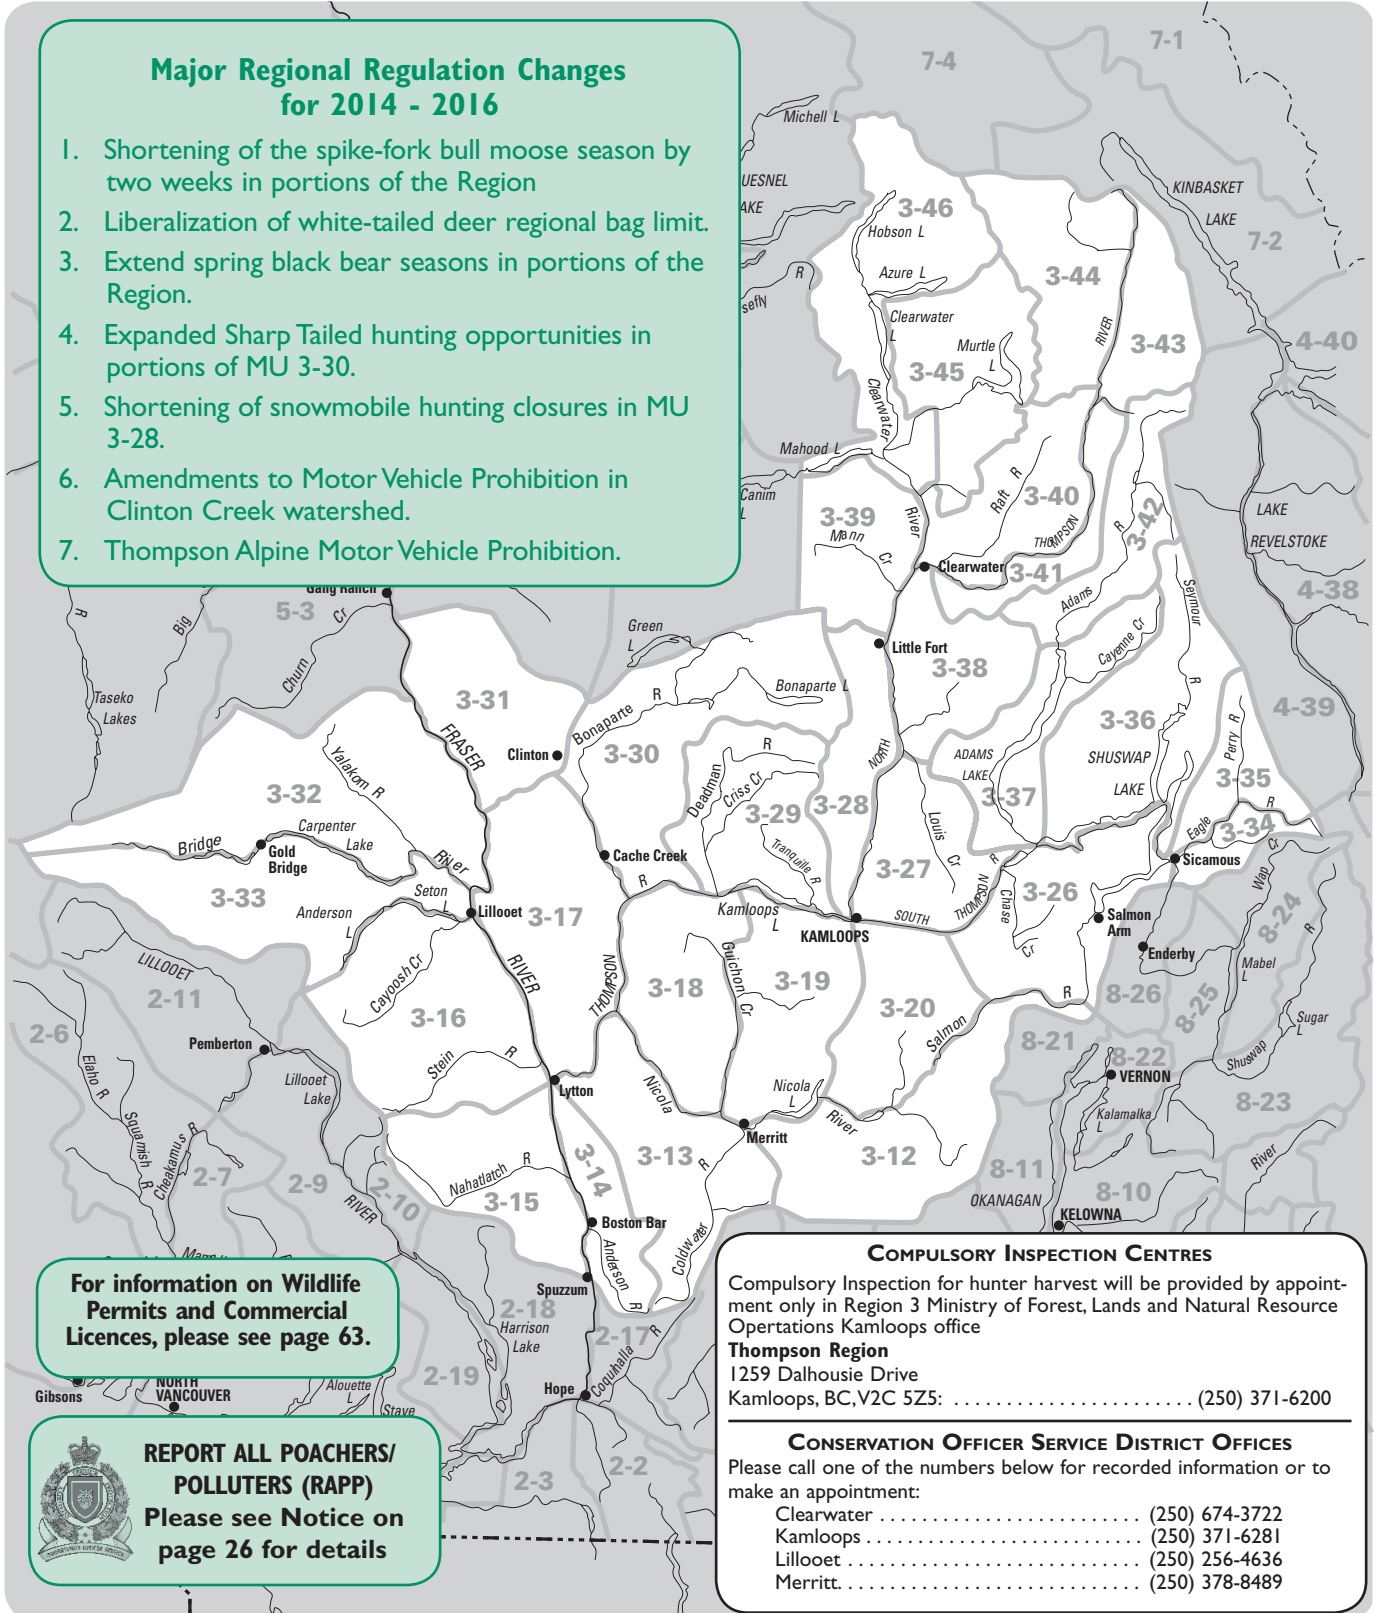 Major Regional Regulation Changes
for 2014 - 2016
1. Shortening of the spike-fork bull moose season by
two weeks in portions of the Region
2. Liberalization of white-tailed deer regional bag limit.
3. Extend spring black bear seasons in portions of the
Region.
4. Expanded Sharp Tailed hunting opportunities in
portions of MU 3-30.
5. Shortening of snowmobile hunting closures in MU
3-28.
6. Amendments to Motor Vehicle Prohibition in
Clinton Creek watershed.
7. Thompson Alpine Motor Vehicle Prohibition.
7-1
7-4
Michell L
UESNEL
AKE
KINBASKET
LAKE
7-2
3-46
Hobson L
R
Azure L
sefly
3-44
Clearwater
L
Murtle
L
RIVER
3-43
4-40
3-45
Clearwater
Mahood L
Canim
L
Raft R
3-40
3-42
LAKE
REVELSTOKE
3-39
Mann
Cr
River
THOMPSON
R
Clearwater
3-41
Adams
Seymour
R
4-38
Gang Ranch
5-3
Cr
Churn
Big
R
Green
L
Little Fort
3-38
Cayenne Cr
Taseko
Lakes
3-31
Bonaparte R
Bonaparte L
3-36
Perry R
4-39
FRASER
Clinton
3-30
R
NORTH
ADAMS
LAKE
SHUSWAP
LAKE
Yalakom R
Deadman
Criss Cr
3-35
R
3-32
3-29
3-28
3-37
Eagle
3-34
Bridge
Carpenter
Lake
Gold
Bridge
River
Cache Creek
Tranquille R
Louis
Cr
Sicamous
3-33
Seton
L
R
3-27
R
3-26
Wap
Cr
Anderson
L
Lillooet
3-17
Kamloops
L
KAMLOOPS
SOUTH
THOMPSON
Chase
Cr
Salmon
Arm
8-24
R
LILLOOET
Cayoosh Cr
RIVER
THOMPSON
Guichon Cr
Enderby
Mabel
L
2-11
3-18
3-19
3-20
R
8-26
8-25
2-6
3-16
Salmon
Sugar
L
Pemberton
Stein R
8-21
8-22
Shuswap
Elaho R
Lillooet
Lake
Lytton
Nicola
Nicola
L
VERNON
8-23
Squamish R
Cheakamus R
River
Kalamalka
L
Merritt
3-14
3-13
R
3-12
River
2-7
2-9
2-10
Nahatlatch R
8-11
RIVER
3-15
OKANAGAN
8-10
Boston Bar
KELOWNA
Coldwater
Anderson
R
Spuzzum
2-18
Harrison
Lake
2-17
R
2-19
Coquihalla
Hope
Gibsons
NORTH
VANCOUVER
Alouette
L
Stave
2-3
2-2
For information on Wildlife
Permits and Commercial
Licences, please see page 63.
REPORT ALL POACHERS/
POLLUTERS (RAPP)
Please see Notice on
page 26 for details
COMPULSORY INSPECTION CENTRES
Compulsory Inspection for hunter harvest will be provided by appoint-
ment only in Region 3 Ministry of Forest, Lands and Natural Resource
Opertations Kamloops office
Thompson Region
1259 Dalhousie Drive
Kamloops, BC, V2C 5Z5: . . . . . . . . . . . . . . . . . . . . . . . (250) 371-6200
CONSERVATION OFFICER SERVICE DISTRICT OFFICES
Please call one of the numbers below for recorded information or to
make an appointment:
Clearwater . . . . . . . . . . . . . . . . . . . . . . . . . (250) 674-3722
Kamloops . . . . . . . . . . . . . . . . . . . . . . . . . . (250) 371-6281
Lillooet . . . . . . . . . . . . . . . . . . . . . . . . . . . . (250) 256-4636
Merritt. . . . . . . . . . . . . . . . . . . . . . . . . . . . . (250) 378-8489